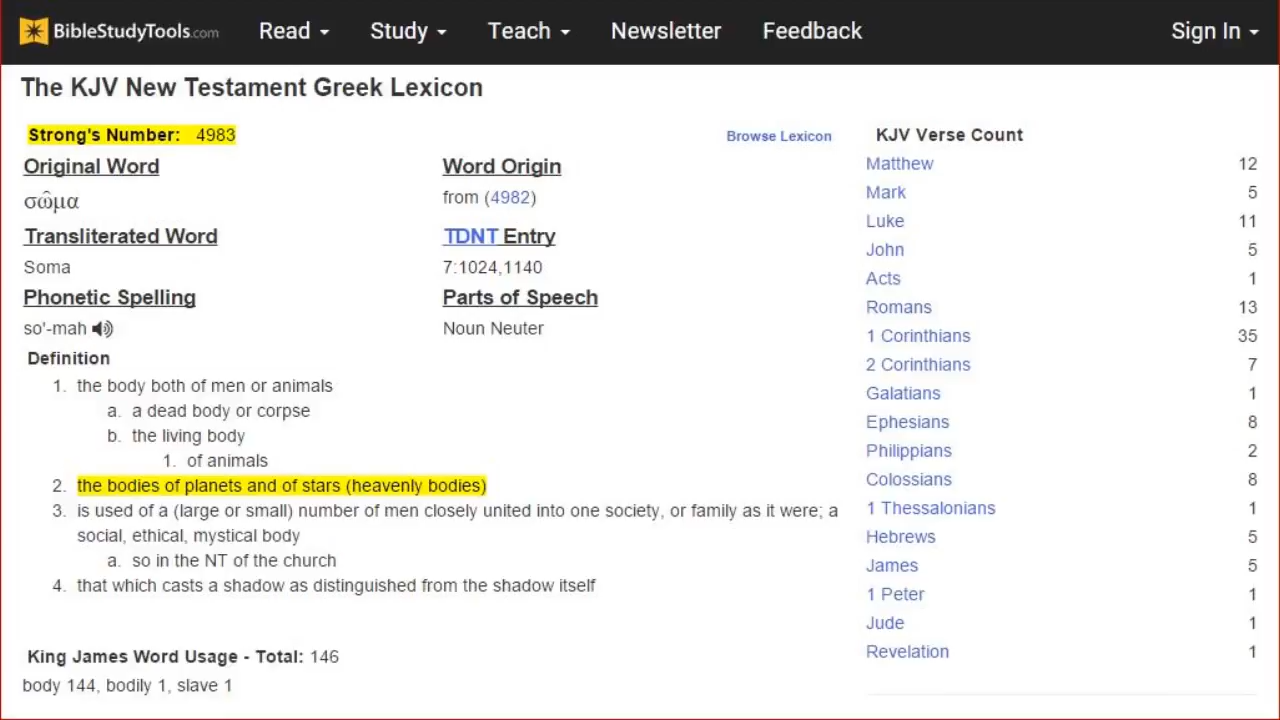 BIBLESTUDYTOOLS.com Read Study Teach Newsletter Feedback Sign In
The KJV New Testament Greek Lexicon
Strong's Number: 4983
Browse Lexicon
Original Word
Word Origin
σῶμα
from (4982)
Transliterated Word
TDNT Entry
Soma
7:1024,1140
Phonetic Spelling
Parts of Speech
so'-mah
Noun Neuter
Definition
1. the body both of men or animals
a. a dead body or corpse
b. the living body
1. of animals
2. the bodies of planets and of stars (heavenly bodies)
3. is used of a (large or small) number of men closely united into one society, or family as it were; a
social, ethical, mystical body
a. so in the NT of the church
4. that which casts a shadow as distinguished from the shadow itself
King James Word Usage - Total: 146
body 144, bodily 1, slave 1
KJV Verse Count
Matthew 12
Mark 5
Luke 11
John 5
Acts 1
Romans 13
1 Corinthians 35
2 Corinthians 7
Galatians 1
Ephesians 8
Philippians 2
Colossians 8
1 Thessalonians 1
Hebrews 5
James 5
1 Peter 1
Jude 1
Revelation 1